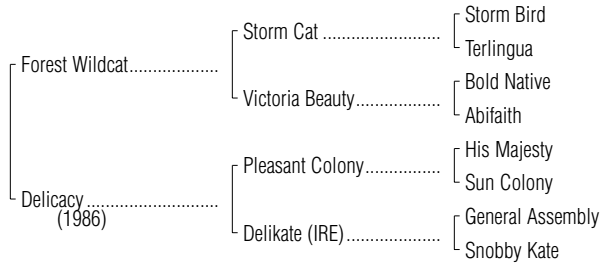 Storm Bird
Storm Cat ........................
Terlingua
Forest Wildcat..................
Bold Native
Victoria Beauty.................
Abifaith
His Majesty
Pleasant Colony...............
Sun Colony
Delicacy ..........................
(1986)
General Assembly
Delikate (IRE)...................
Snobby Kate